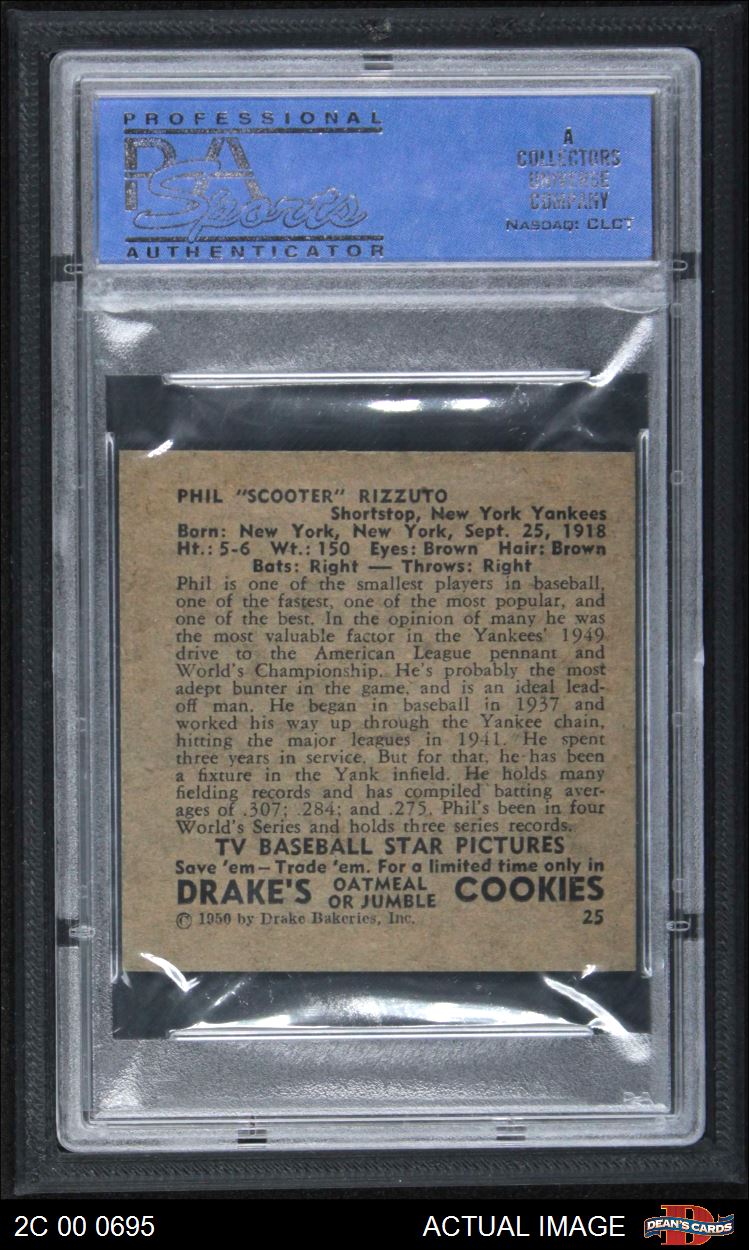 PROFESSIONAL
PSA
Sports
AUTHENTICATOR
A
COLLECTORS
UNIVERSE
COMPANY
NASDAQ: CLCT
PHIL "SCOOTER" RIZZUTO
Shortstop, New York Yankees
Born: New York, New York, Sept. 25, 1918
Ht.: 5-6 Wt.: 150 Eyes: Brown Hair: Brown
Bats: Right — Throws: Right
Phil is one of the smallest players in baseball,
one of the fastest, one of the most popular, and
one of the best. In the opinion of many he was
the most valuable factor in the Yankees' 1949
drive to the American League pennant and
World's Championship. He's probably the most
adept bunter in the game, and is an ideal lead-
off man. He began in baseball in 1937 and
worked his way up through the Yankee chain,
hitting the major leagues in 1941. He spent
three years in service. But for that, he has been
a fixture in the Yank infield. He holds many
fielding records and has compiled batting aver-
ages of .307; .284; and .275. Phil's been in four
World's Series and holds three series records.
TV BASEBALL STAR PICTURES
Save 'em—Trade 'em. For a limited time only in
DRAKE'S OATMEAL OR JUMBLE COOKIES
© 1950 by Drake Bakeries, Inc. 25
PSA
2C 00 0695 ACTUAL IMAGE DEAN'S CARDS